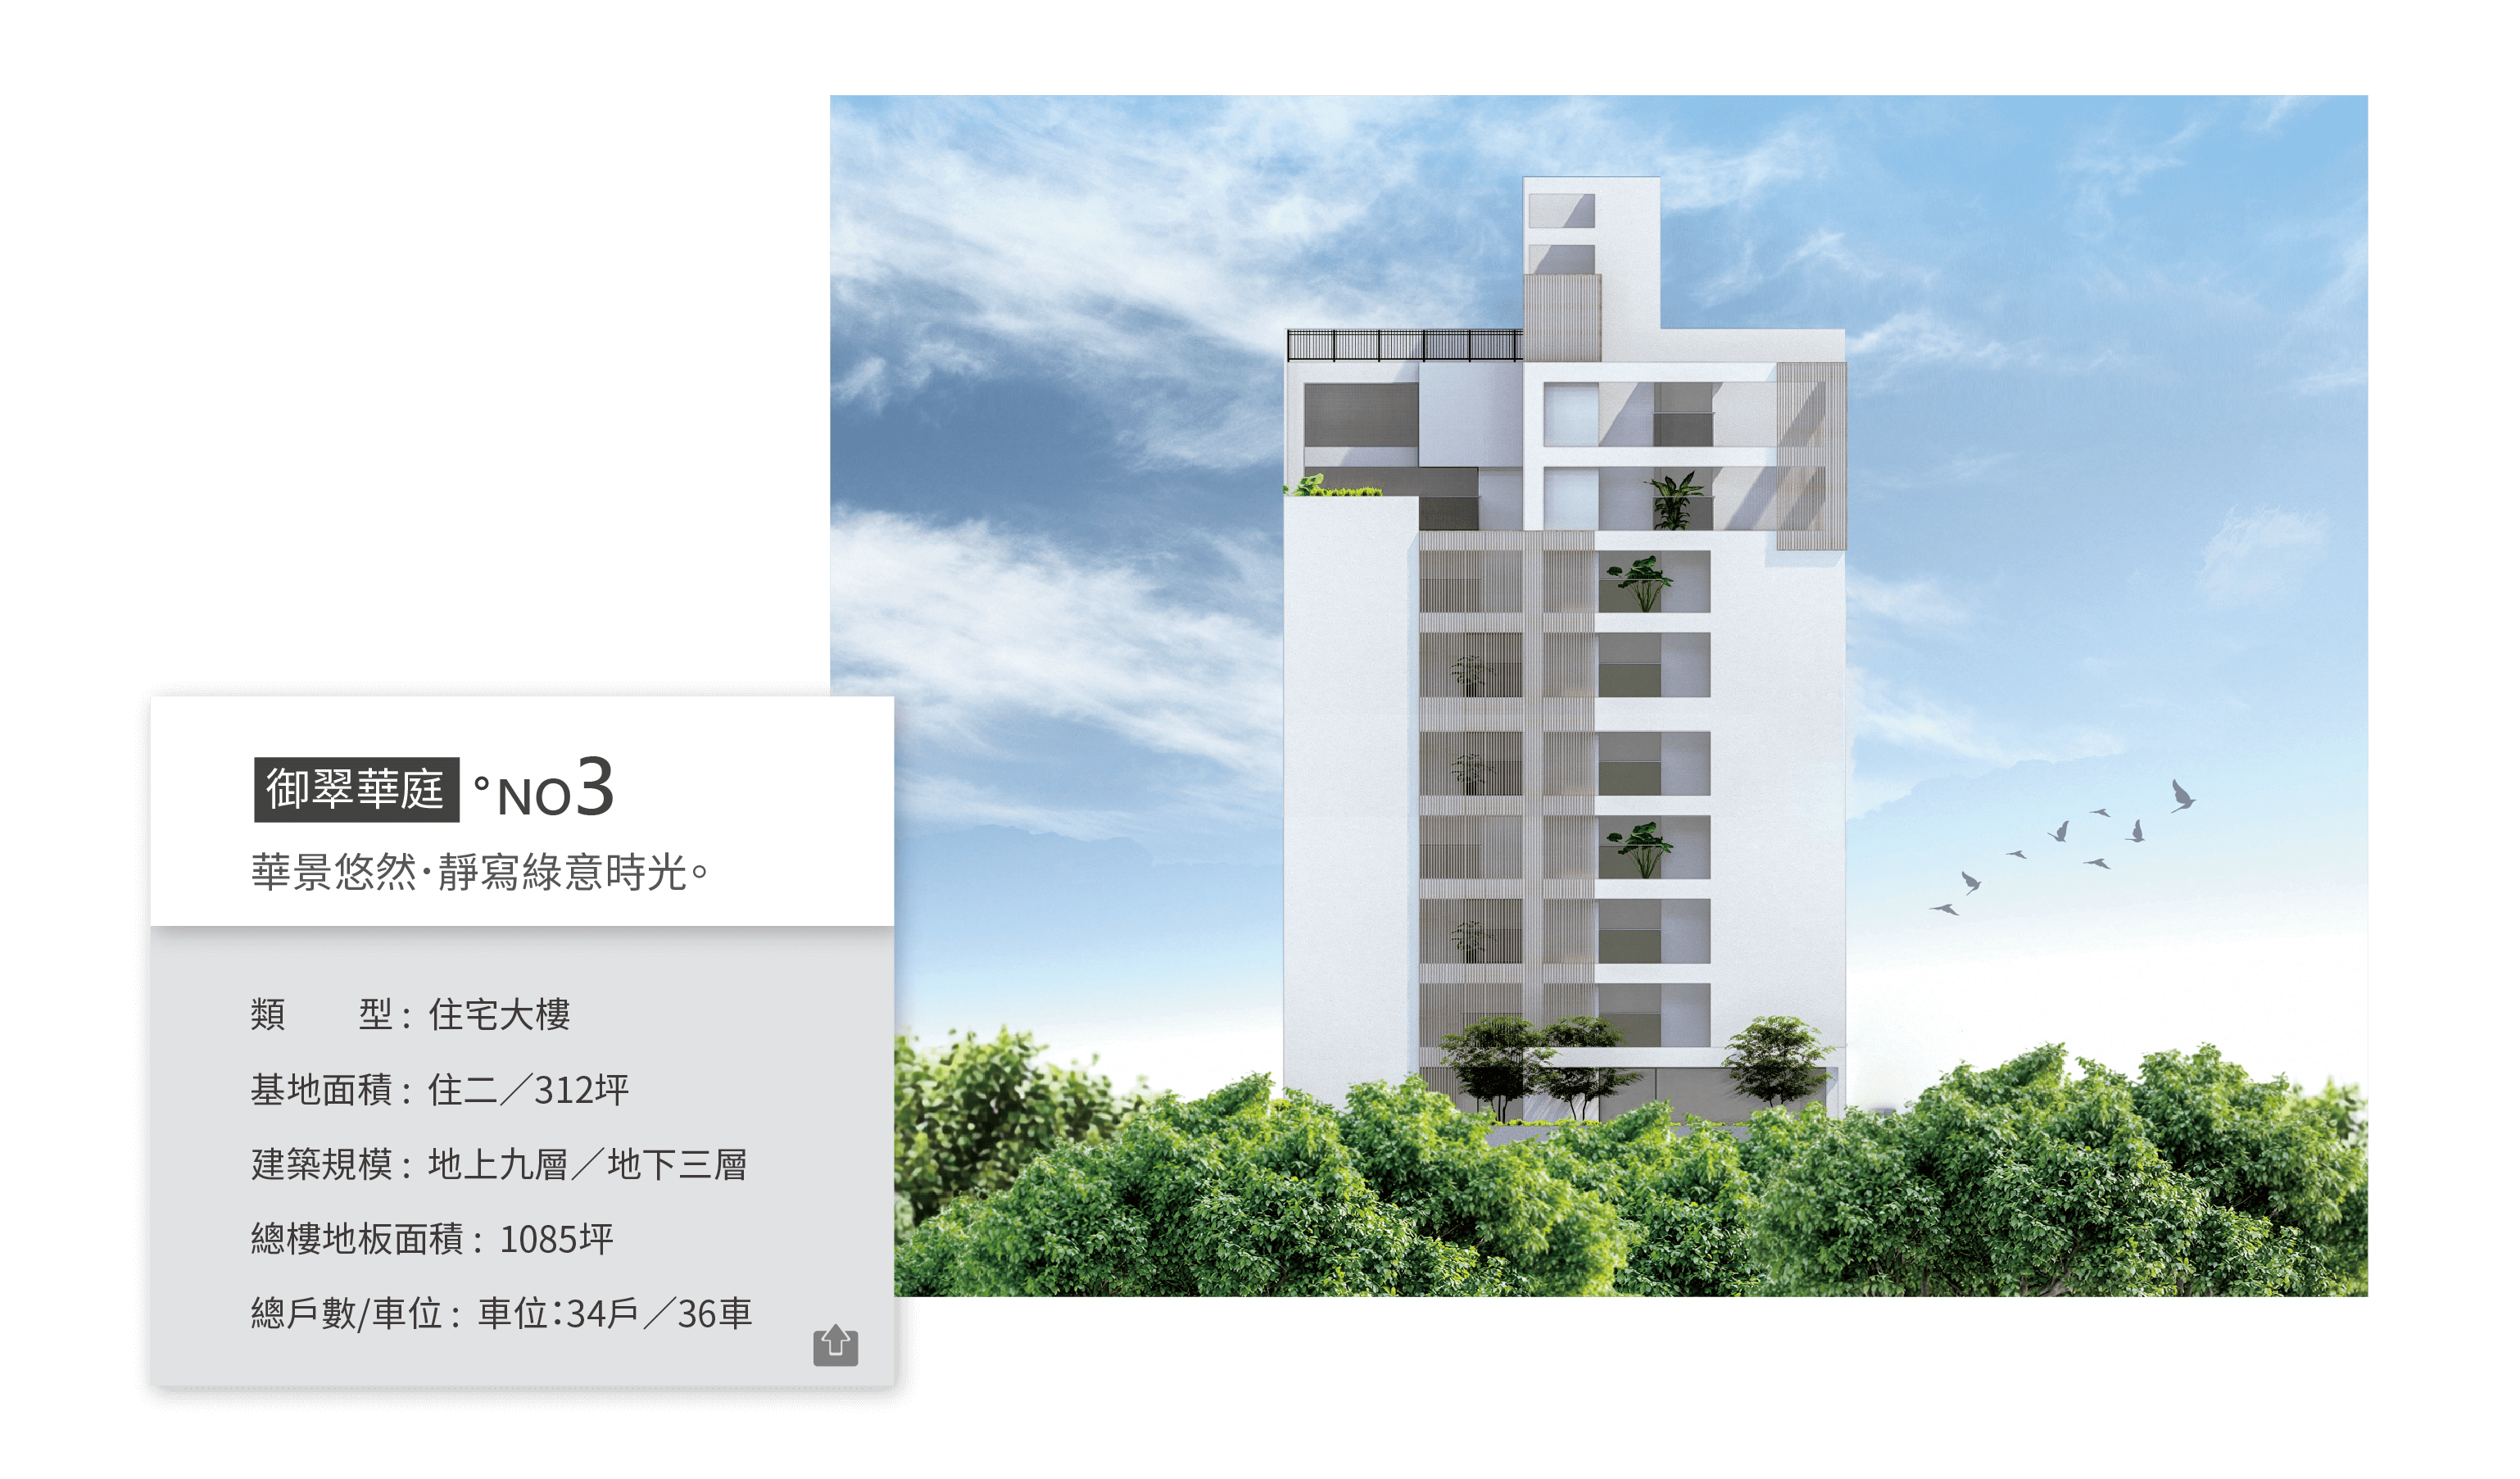 御翠華庭 °NO3
華景悠然·靜寫綠意時光。
類　　型 : 住宅大樓
基地面積 : 住二／312坪
建築規模 : 地上九層／地下三層
總樓地板面積 : 1085坪
總戶數/車位 : 車位:34戶／36車